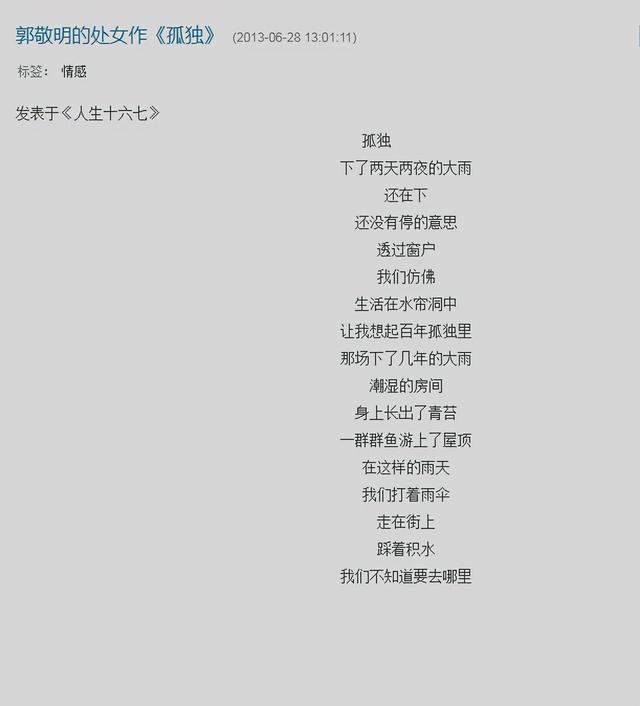 郭敬明的处女作《孤独》 (2013-06-28 13:01:11)
标签： 情感
发表于《人生十六七》
孤独
下了两天两夜的大雨
还在下
还没有停的意思
透过窗户
我们仿佛
生活在水帘洞中
让我想起百年孤独里
那场下了几年的大雨
潮湿的房间
身上长出了青苔
一群群鱼游上了屋顶
在这样的雨天
我们打着雨伞
走在街上
踩着积水
我们不知道要去哪里